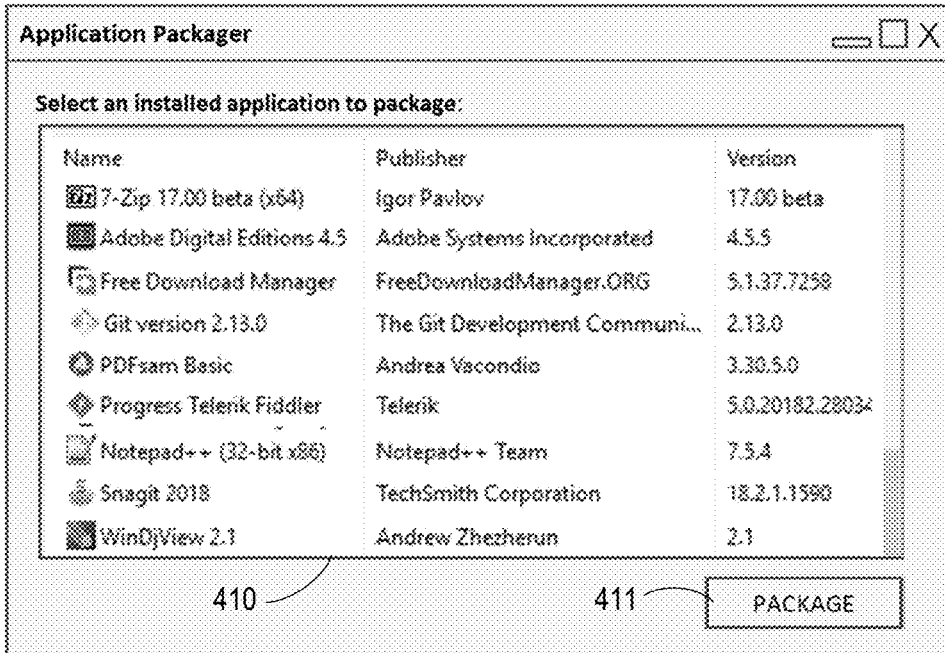 Application Packager
Select an installed application to package:
Name Publisher Version
7-Zip 17.00 beta (x64) Igor Pavlov 17.00 beta
Adobe Digital Editions 4.5 Adobe Systems Incorporated 4.5.5
Free Download Manager FreeDownloadManager.ORG 5.1.37.7258
Git version 2.13.0 The Git Development Communi... 2.13.0
PDFsam Basic Andrea Vacondio 3.30.5.0
Progress Telerik Fiddler Telerik 5.0.20182.28034
Notepad++ (32-bit x86) Notepad++ Team 7.5.4
Snagit 2018 TechSmith Corporation 18.2.1.1590
WinDjView 2.1 Andrew Zhezherun 2.1
410 411 PACKAGE